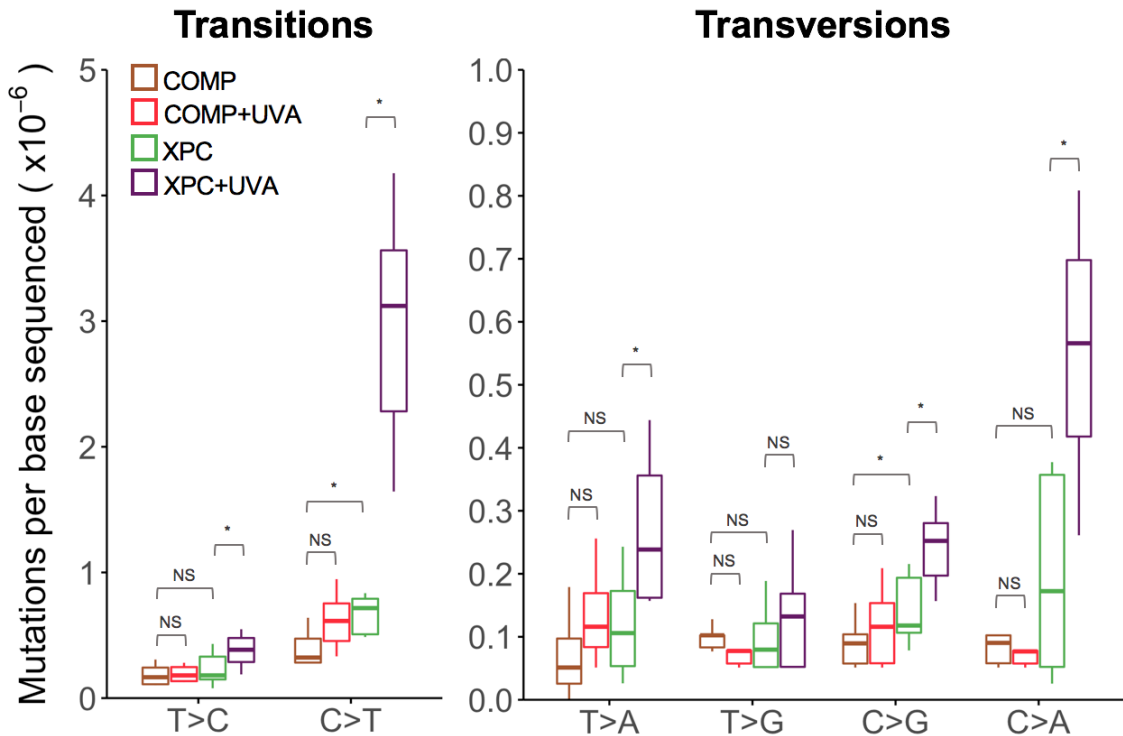 Transitions
Transversions
Mutations per base sequenced ( x10⁻⁶ )
5
4
3
2
1
0
COMP
COMP+UVA
XPC
XPC+UVA
*
*
*
NS
NS
NS
T>C
C>T
1.0
0.9
0.8
0.7
0.6
0.5
0.4
0.3
0.2
0.1
0.0
*
*
*
NS
NS
*
NS
NS
NS
NS
NS
NS
T>A
T>G
C>G
C>A